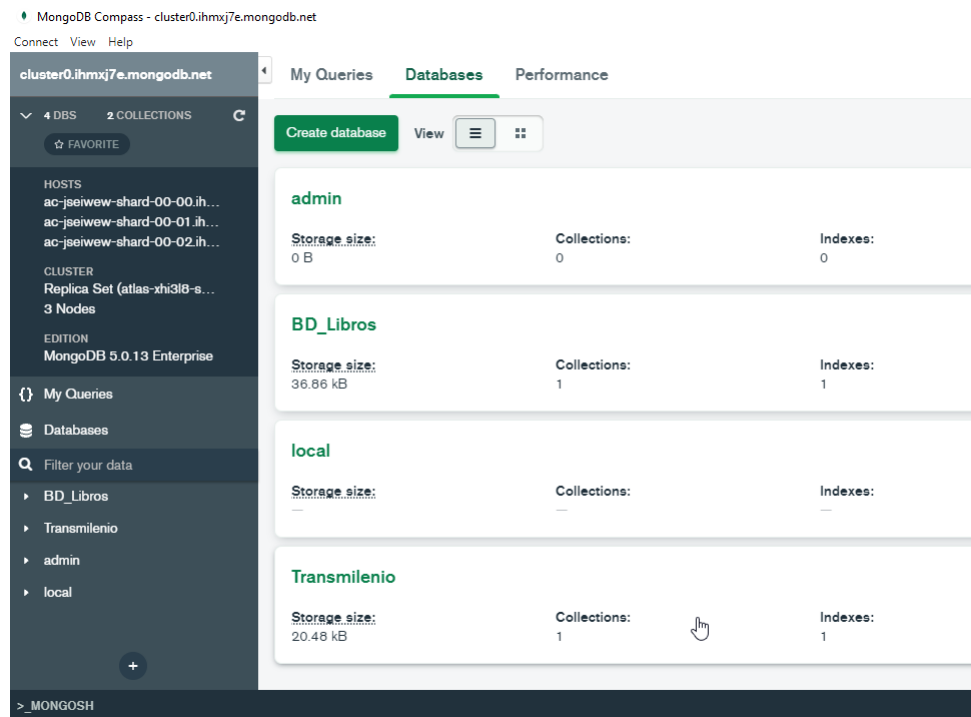 MongoDB Compass - cluster0.ihmxj7e.mongodb.net
Connect View Help
cluster0.ihmxj7e.mongodb.net
4 DBS 2 COLLECTIONS
FAVORITE
HOSTS
ac-jseiwew-shard-00-00.ih...
ac-jseiwew-shard-00-01.ih...
ac-jseiwew-shard-00-02.ih...
CLUSTER
Replica Set (atlas-xhi3l8-s...
3 Nodes
EDITION
MongoDB 5.0.13 Enterprise
{} My Queries
Databases
Filter your data
BD_Libros
Transmilenio
admin
local
+
My Queries Databases Performance
Create database View
admin
Storage size: Collections: Indexes:
0 B 0 0
BD_Libros
Storage size: Collections: Indexes:
36.86 kB 1 1
local
Storage size: Collections: Indexes:
— — —
Transmilenio
Storage size: Collections: Indexes:
20.48 kB 1 1
>_MONGOSH